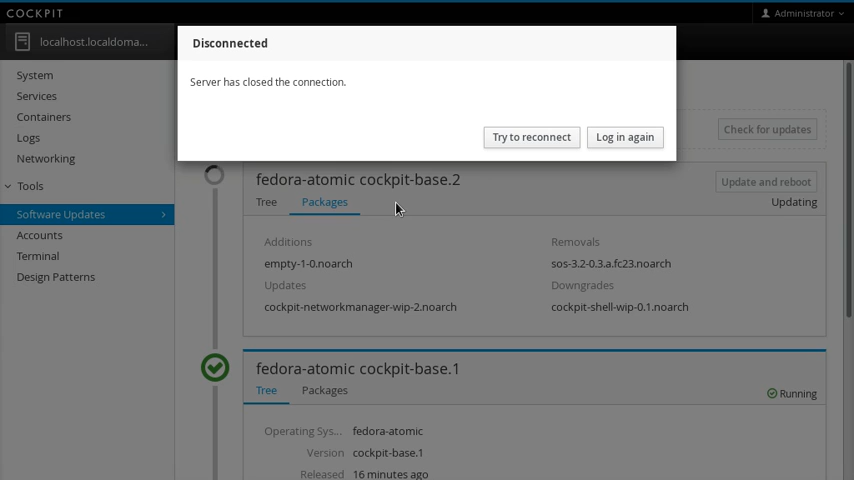 COCKPIT
Administrator
localhost.localdoma...
Disconnected
Server has closed the connection.
Try to reconnect
Log in again
System
Services
Containers
Logs
Networking
Tools
Software Updates
Accounts
Terminal
Design Patterns
Check for updates
fedora-atomic cockpit-base.2
Update and reboot
Tree
Packages
Updating
Additions
Removals
empty-1-0.noarch
sos-3.2-0.3.a.fc23.noarch
Updates
Downgrades
cockpit-networkmanager-wip-2.noarch
cockpit-shell-wip-0.1.noarch
fedora-atomic cockpit-base.1
Tree
Packages
Running
Operating Sys... fedora-atomic
Version cockpit-base.1
Released 16 minutes ago